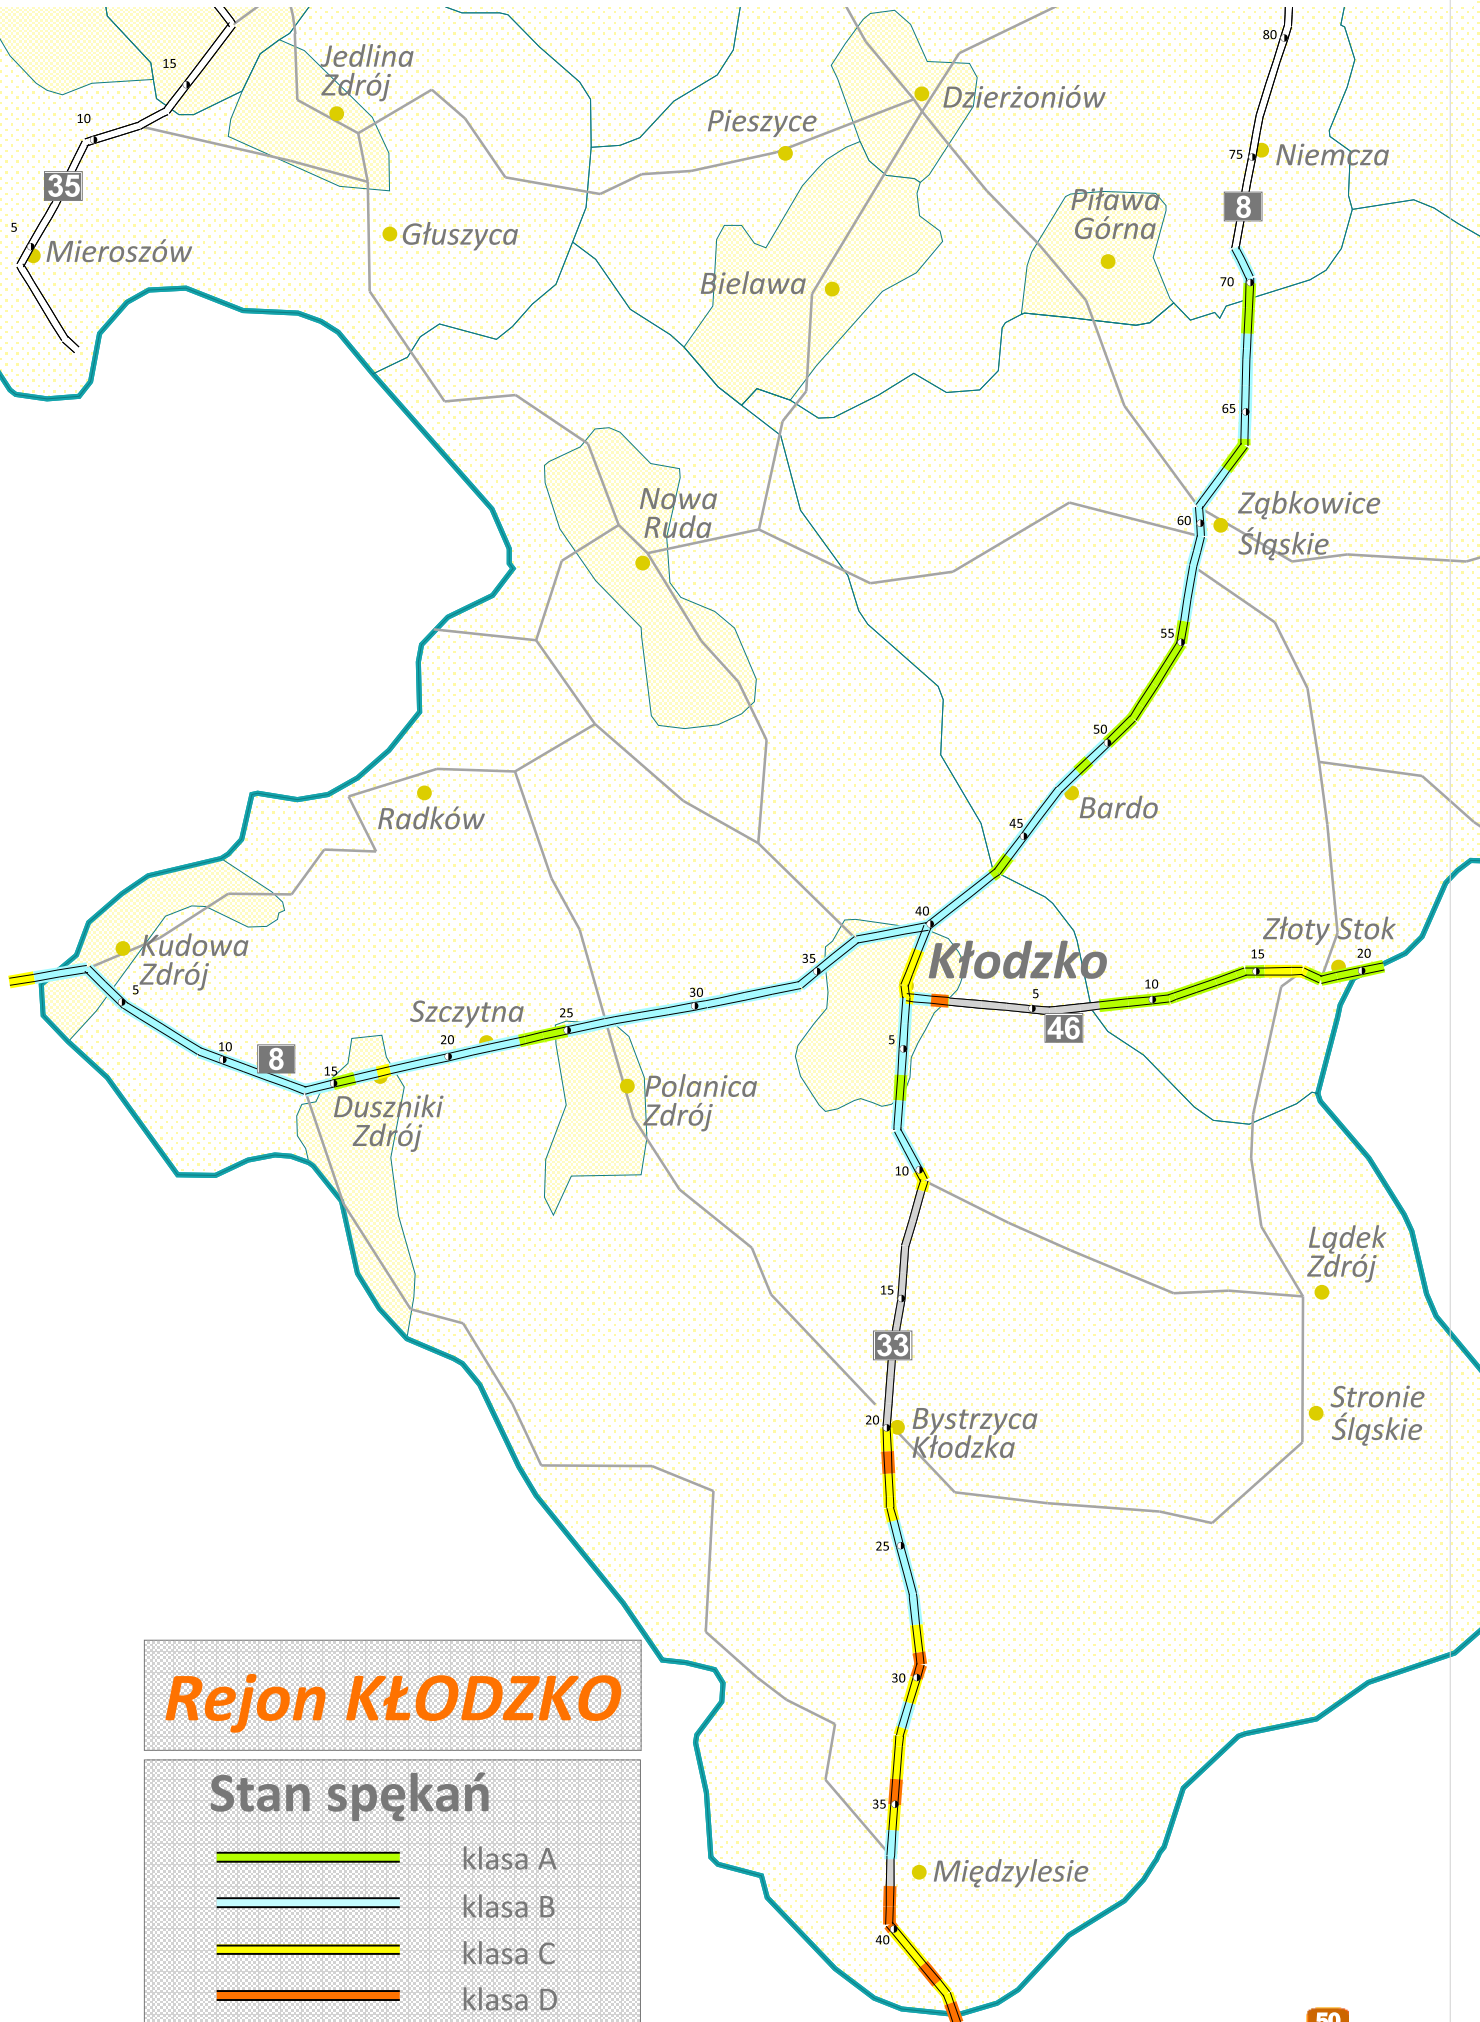 80
Jedlina
Zdrój
15
Dzierżoniów
Pieszyce
10
75
Niemcza
35
Piława
Górna
8
5
Głuszyca
Mieroszów
Bielawa
70
65
Nowa
Ruda
Ząbkowice
Śląskie
60
55
50
Radków
Bardo
45
40
Złoty Stok
Kudowa
Zdrój
Kłodzko
35
15
20
5
10
5
30
Szczytna
25
46
20
10
8
5
15
Polanica
Zdrój
Duszniki
Zdrój
10
Lądek
Zdrój
15
33
Stronie
Śląskie
20
Bystrzyca
Kłodzka
25
30
Rejon KŁODZKO
Stan spękań
35
klasa A
Międzylesie
klasa B
40
klasa C
klasa D
50